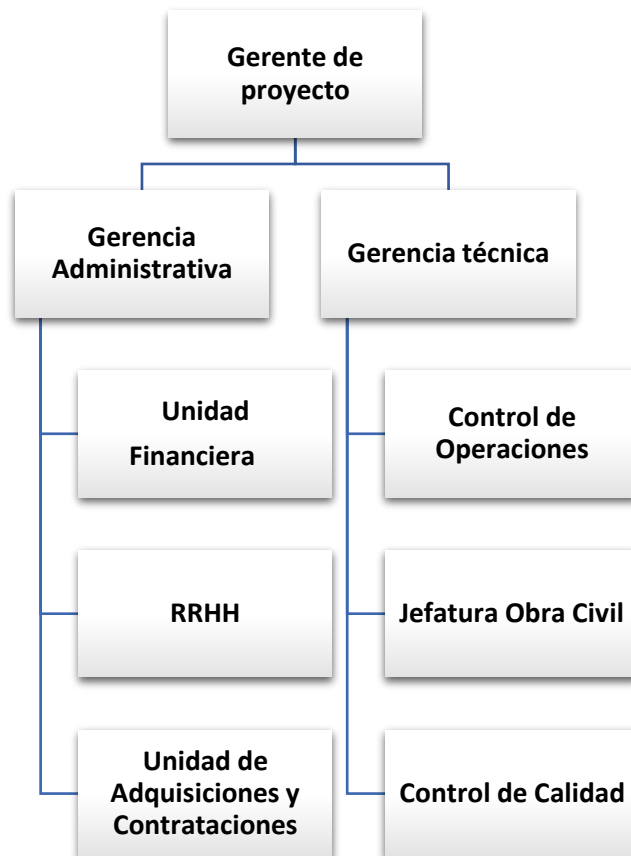 Gerente de
proyecto
Gerencia
Administrativa
Gerencia técnica
Unidad
Financiera
Control de
Operaciones
RRHH
Jefatura Obra Civil
Unidad de
Adquisiciones y
Contrataciones
Control de Calidad